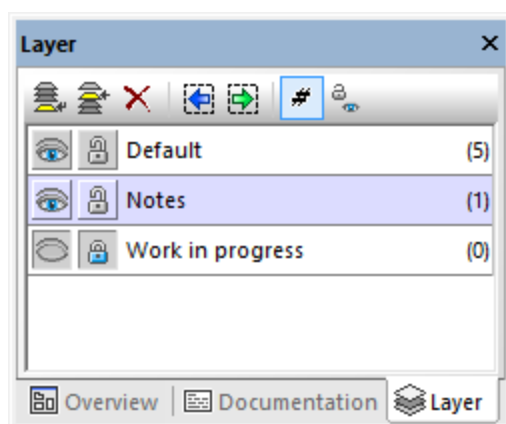 Layer
Default (5)
Notes (1)
Work in progress (0)
Overview Documentation Layer